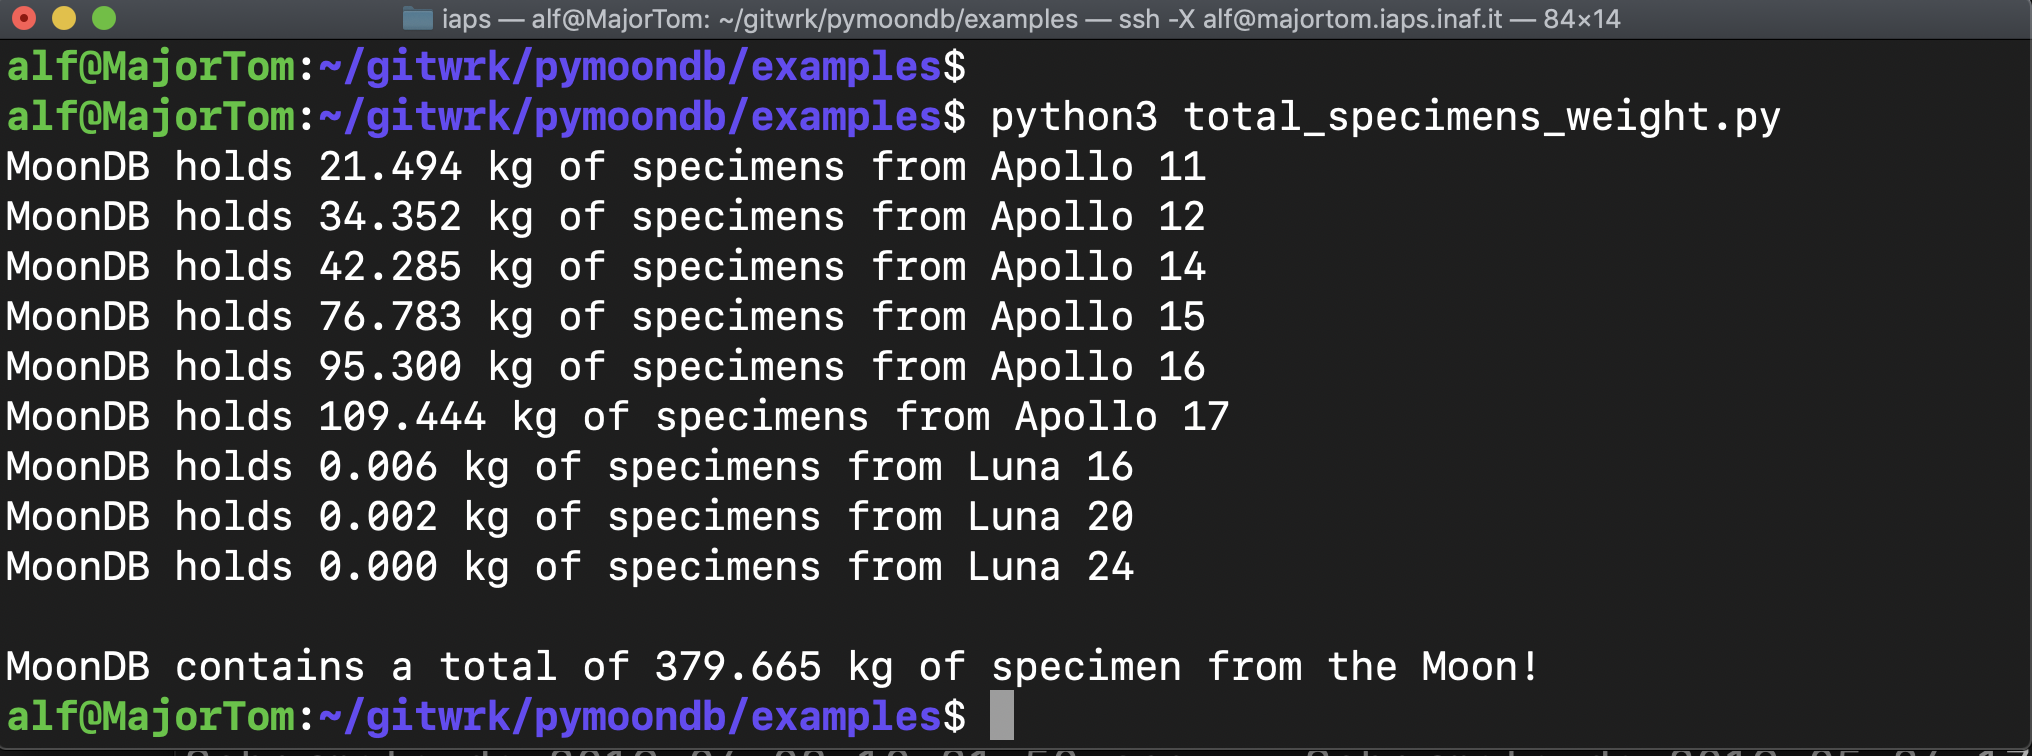 iaps — alf@MajorTom: ~/gitwrk/pymoondb/examples — ssh -X alf@majortom.iaps.inaf.it — 84×14
alf@MajorTom:~/gitwrk/pymoondb/examples$
alf@MajorTom:~/gitwrk/pymoondb/examples$ python3 total_specimens_weight.py
MoonDB holds 21.494 kg of specimens from Apollo 11
MoonDB holds 34.352 kg of specimens from Apollo 12
MoonDB holds 42.285 kg of specimens from Apollo 14
MoonDB holds 76.783 kg of specimens from Apollo 15
MoonDB holds 95.300 kg of specimens from Apollo 16
MoonDB holds 109.444 kg of specimens from Apollo 17
MoonDB holds 0.006 kg of specimens from Luna 16
MoonDB holds 0.002 kg of specimens from Luna 20
MoonDB holds 0.000 kg of specimens from Luna 24
MoonDB contains a total of 379.665 kg of specimen from the Moon!
alf@MajorTom:~/gitwrk/pymoondb/examples$